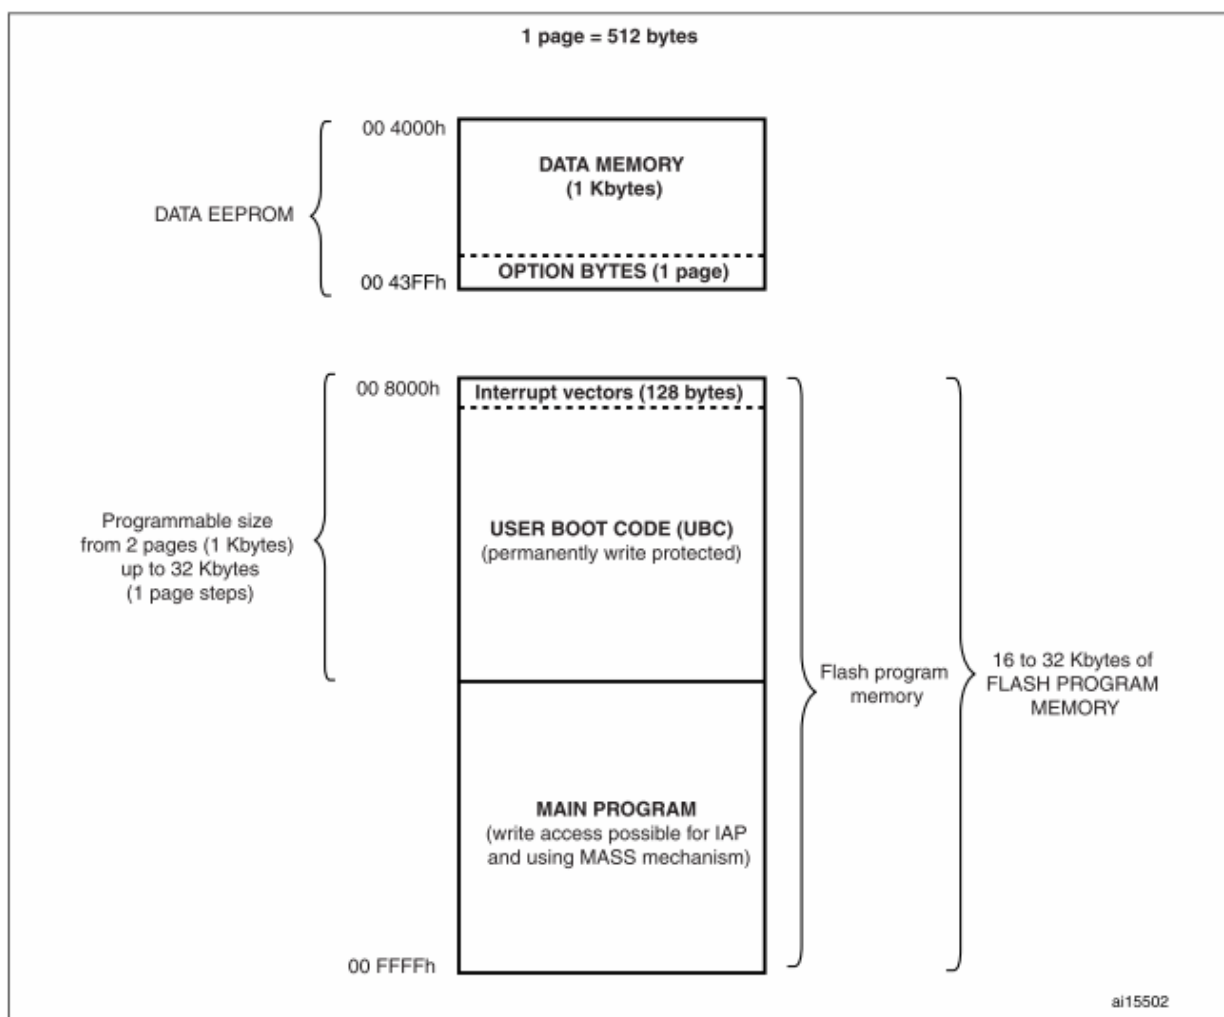 1 page = 512 bytes
00 4000h
DATA MEMORY
(1 Kbytes)
DATA EEPROM
OPTION BYTES (1 page)
00 43FFh
00 8000h
Interrupt vectors (128 bytes)
Programmable size
from 2 pages (1 Kbytes)
up to 32 Kbytes
(1 page steps)
USER BOOT CODE (UBC)
(permanently write protected)
Flash program
memory
16 to 32 Kbytes of
FLASH PROGRAM
MEMORY
MAIN PROGRAM
(write access possible for IAP
and using MASS mechanism)
00 FFFFh
ai15502